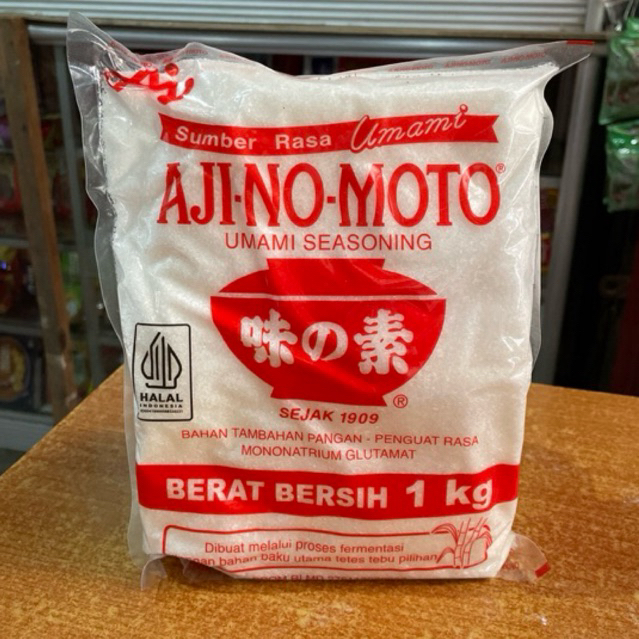 Sumber Rasa Umami
AJI-NO-MOTO®
UMAMI SEASONING
味の素
®
HALAL
INDONESIA
SEJAK 1909
BAHAN TAMBAHAN PANGAN - PENGUAT RASA
MONONATRIUM GLUTAMAT
BERAT BERSIH 1 kg
Dibuat melalui proses fermentasi
bahan baku utama tetes tebu pilihan